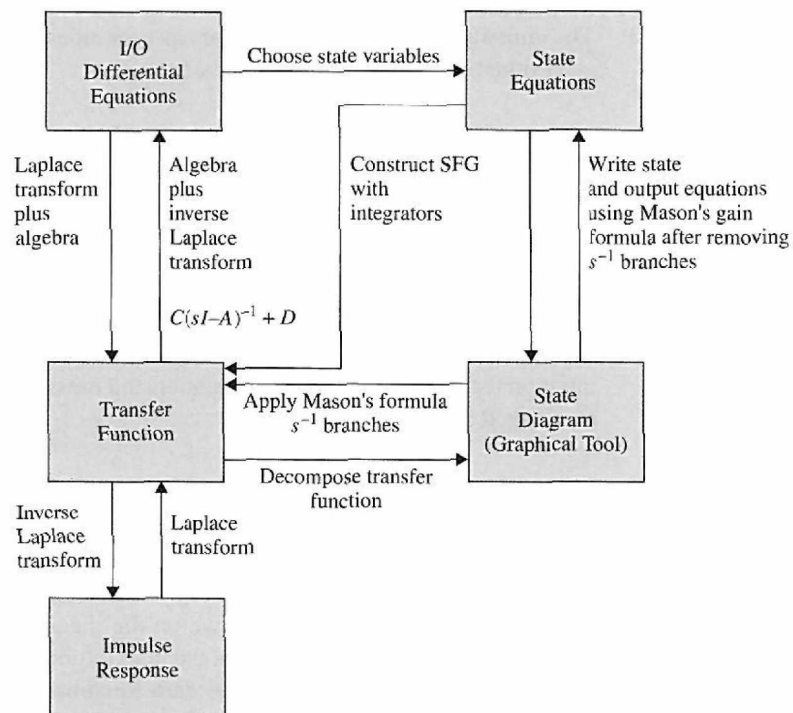 I/O
Differential
Equations
Choose state variables
State
Equations
Laplace
transform
plus
algebra
Algebra
plus
inverse
Laplace
transform
Construct SFG
with
integrators
Write state
and output equations
using Mason's gain
formula after removing
s⁻¹ branches
C(sI–A)⁻¹ + D
Transfer
Function
Apply Mason's formula
s⁻¹ branches
State
Diagram
(Graphical Tool)
Decompose transfer
function
Inverse
Laplace
transform
Laplace
transform
Impulse
Response